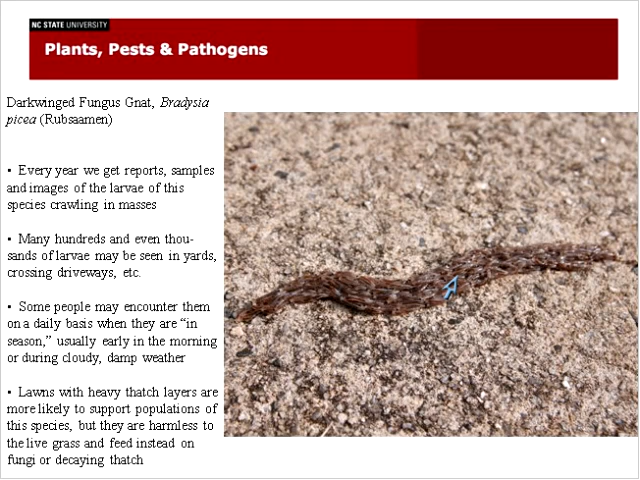 NC STATE UNIVERSITY
Plants, Pests & Pathogens
Darkwinged Fungus Gnat, Bradysia
picea (Rubsaamen)
• Every year we get reports, samples
and images of the larvae of this
species crawling in masses
• Many hundreds and even thou-
sands of larvae may be seen in yards,
crossing driveways, etc.
• Some people may encounter them
on a daily basis when they are “in
season,” usually early in the morning
or during cloudy, damp weather
• Lawns with heavy thatch layers are
more likely to support populations of
this species, but they are harmless to
the live grass and feed instead on
fungi or decaying thatch